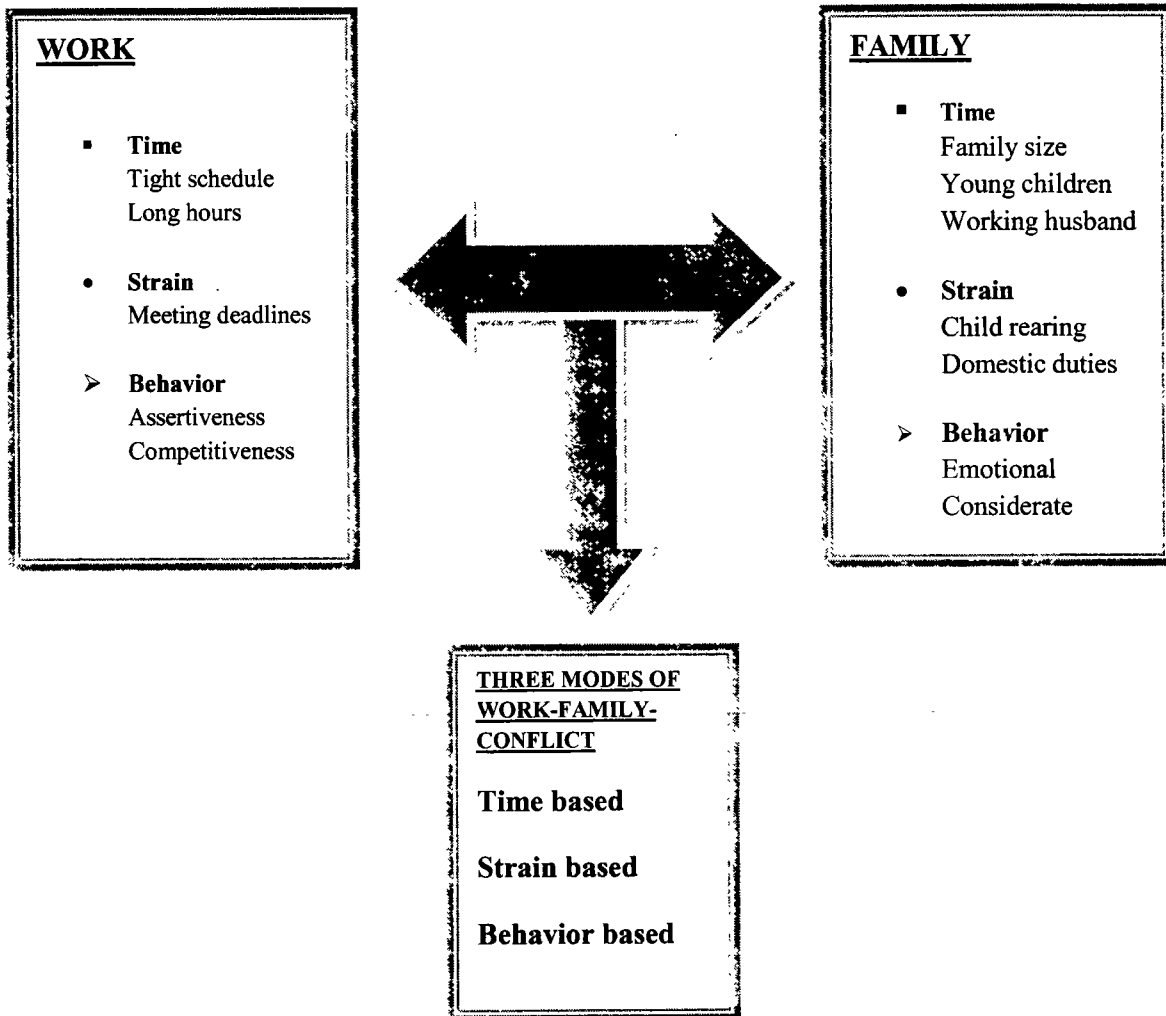 WORK
▪ Time
Tight schedule
Long hours
• Strain
Meeting deadlines
➢ Behavior
Assertiveness
Competitiveness
FAMILY
▪ Time
Family size
Young children
Working husband
• Strain
Child rearing
Domestic duties
➢ Behavior
Emotional
Considerate
THREE MODES OF
WORK-FAMILY-
CONFLICT
Time based
Strain based
Behavior based